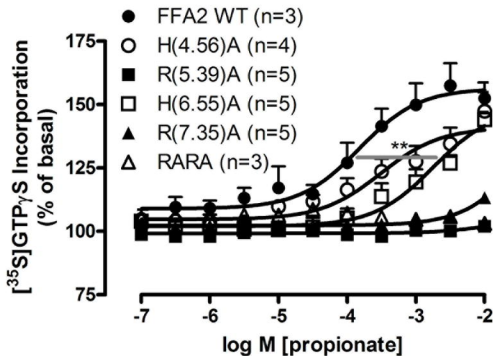 FFA2 WT (n=3)
H(4.56)A (n=4)
R(5.39)A (n=5)
H(6.55)A (n=5)
R(7.35)A (n=5)
RARA (n=3)
[³⁵S]GTPγS Incorporation
(% of basal)
175
150
125
100
75
**
-7 -6 -5 -4 -3 -2
log M [propionate]